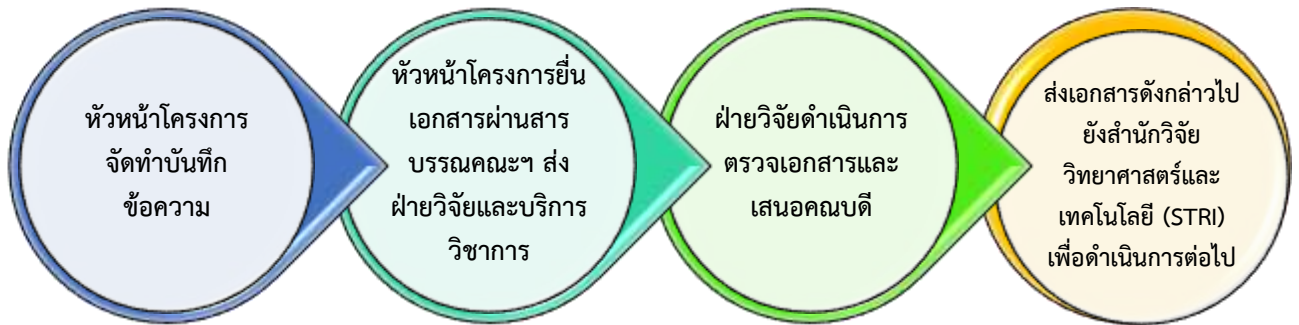 หัวหน้าโครงการ
จัดทำบันทึก
ข้อความ
หัวหน้าโครงการยื่น
เอกสารผ่านสาร
บรรณคณะฯ ส่ง
ฝ่ายวิจัยและบริการ
วิชาการ
ฝ่ายวิจัยดำเนินการ
ตรวจเอกสารและ
เสนอคณบดี
ส่งเอกสารดังกล่าวไป
ยังสำนักวิจัย
วิทยาศาสตร์และ
เทคโนโลยี (STRI)
เพื่อดำเนินการต่อไป